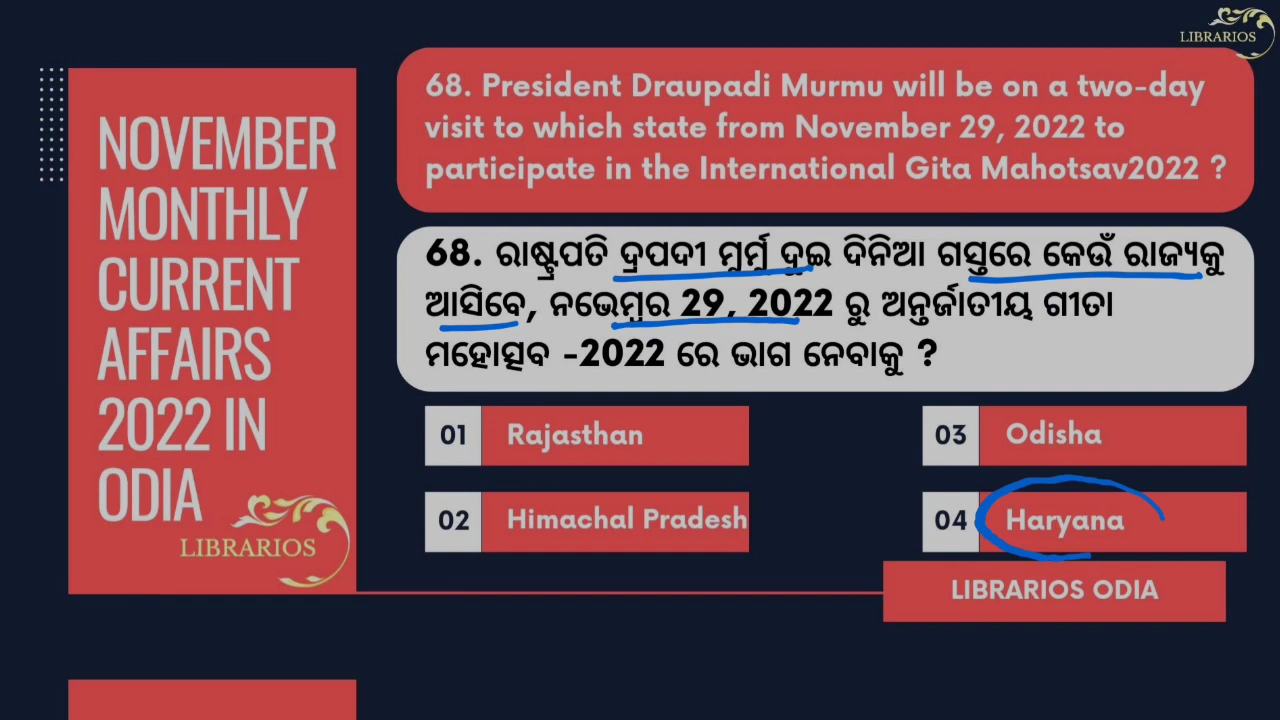 LIBRARIOS
NOVEMBER
MONTHLY
CURRENT
AFFAIRS
2022 IN
ODIA
LIBRARIOS
68. President Draupadi Murmu will be on a two-day
visit to which state from November 29, 2022 to
participate in the International Gita Mahotsav2022 ?
68. ରାଷ୍ଟ୍ରପତି ଦ୍ରପଦୀ ମୁର୍ମୁ ଦୁଇ ଦିନିଆ ଗସ୍ତରେ କେଉଁ ରାଜ୍ୟକୁ
ଆସିବେ, ନଭେମ୍ବର 29, 2022 ରୁ ଅନ୍ତର୍ଜାତୀୟ ଗୀତା
ମହୋତ୍ସବ -2022 ରେ ଭାଗ ନେବାକୁ ?
01 Rajasthan
02 Himachal Pradesh
03 Odisha
04 Haryana
LIBRARIOS ODIA